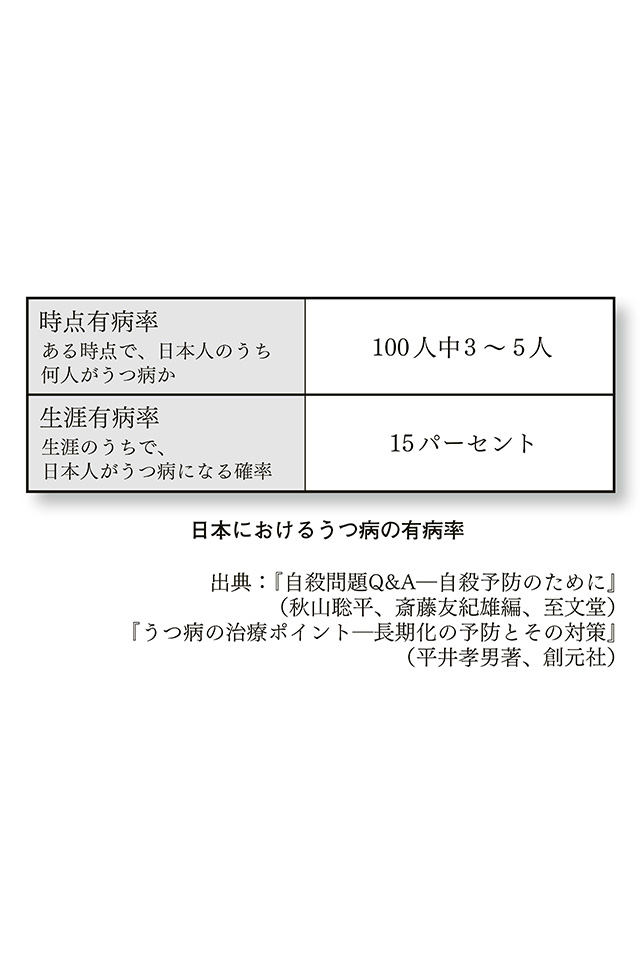 時点有病率
ある時点で、日本人のうち
何人がうつ病か
100人中3～5人
生涯有病率
生涯のうちで、
日本人がうつ病になる確率
15パーセント
日本におけるうつ病の有病率
出典：『自殺問題Q&A―自殺予防のために』
（秋山聡平、斎藤友紀雄編、至文堂）
『うつ病の治療ポイント―長期化の予防とその対策』
（平井孝男著、創元社）